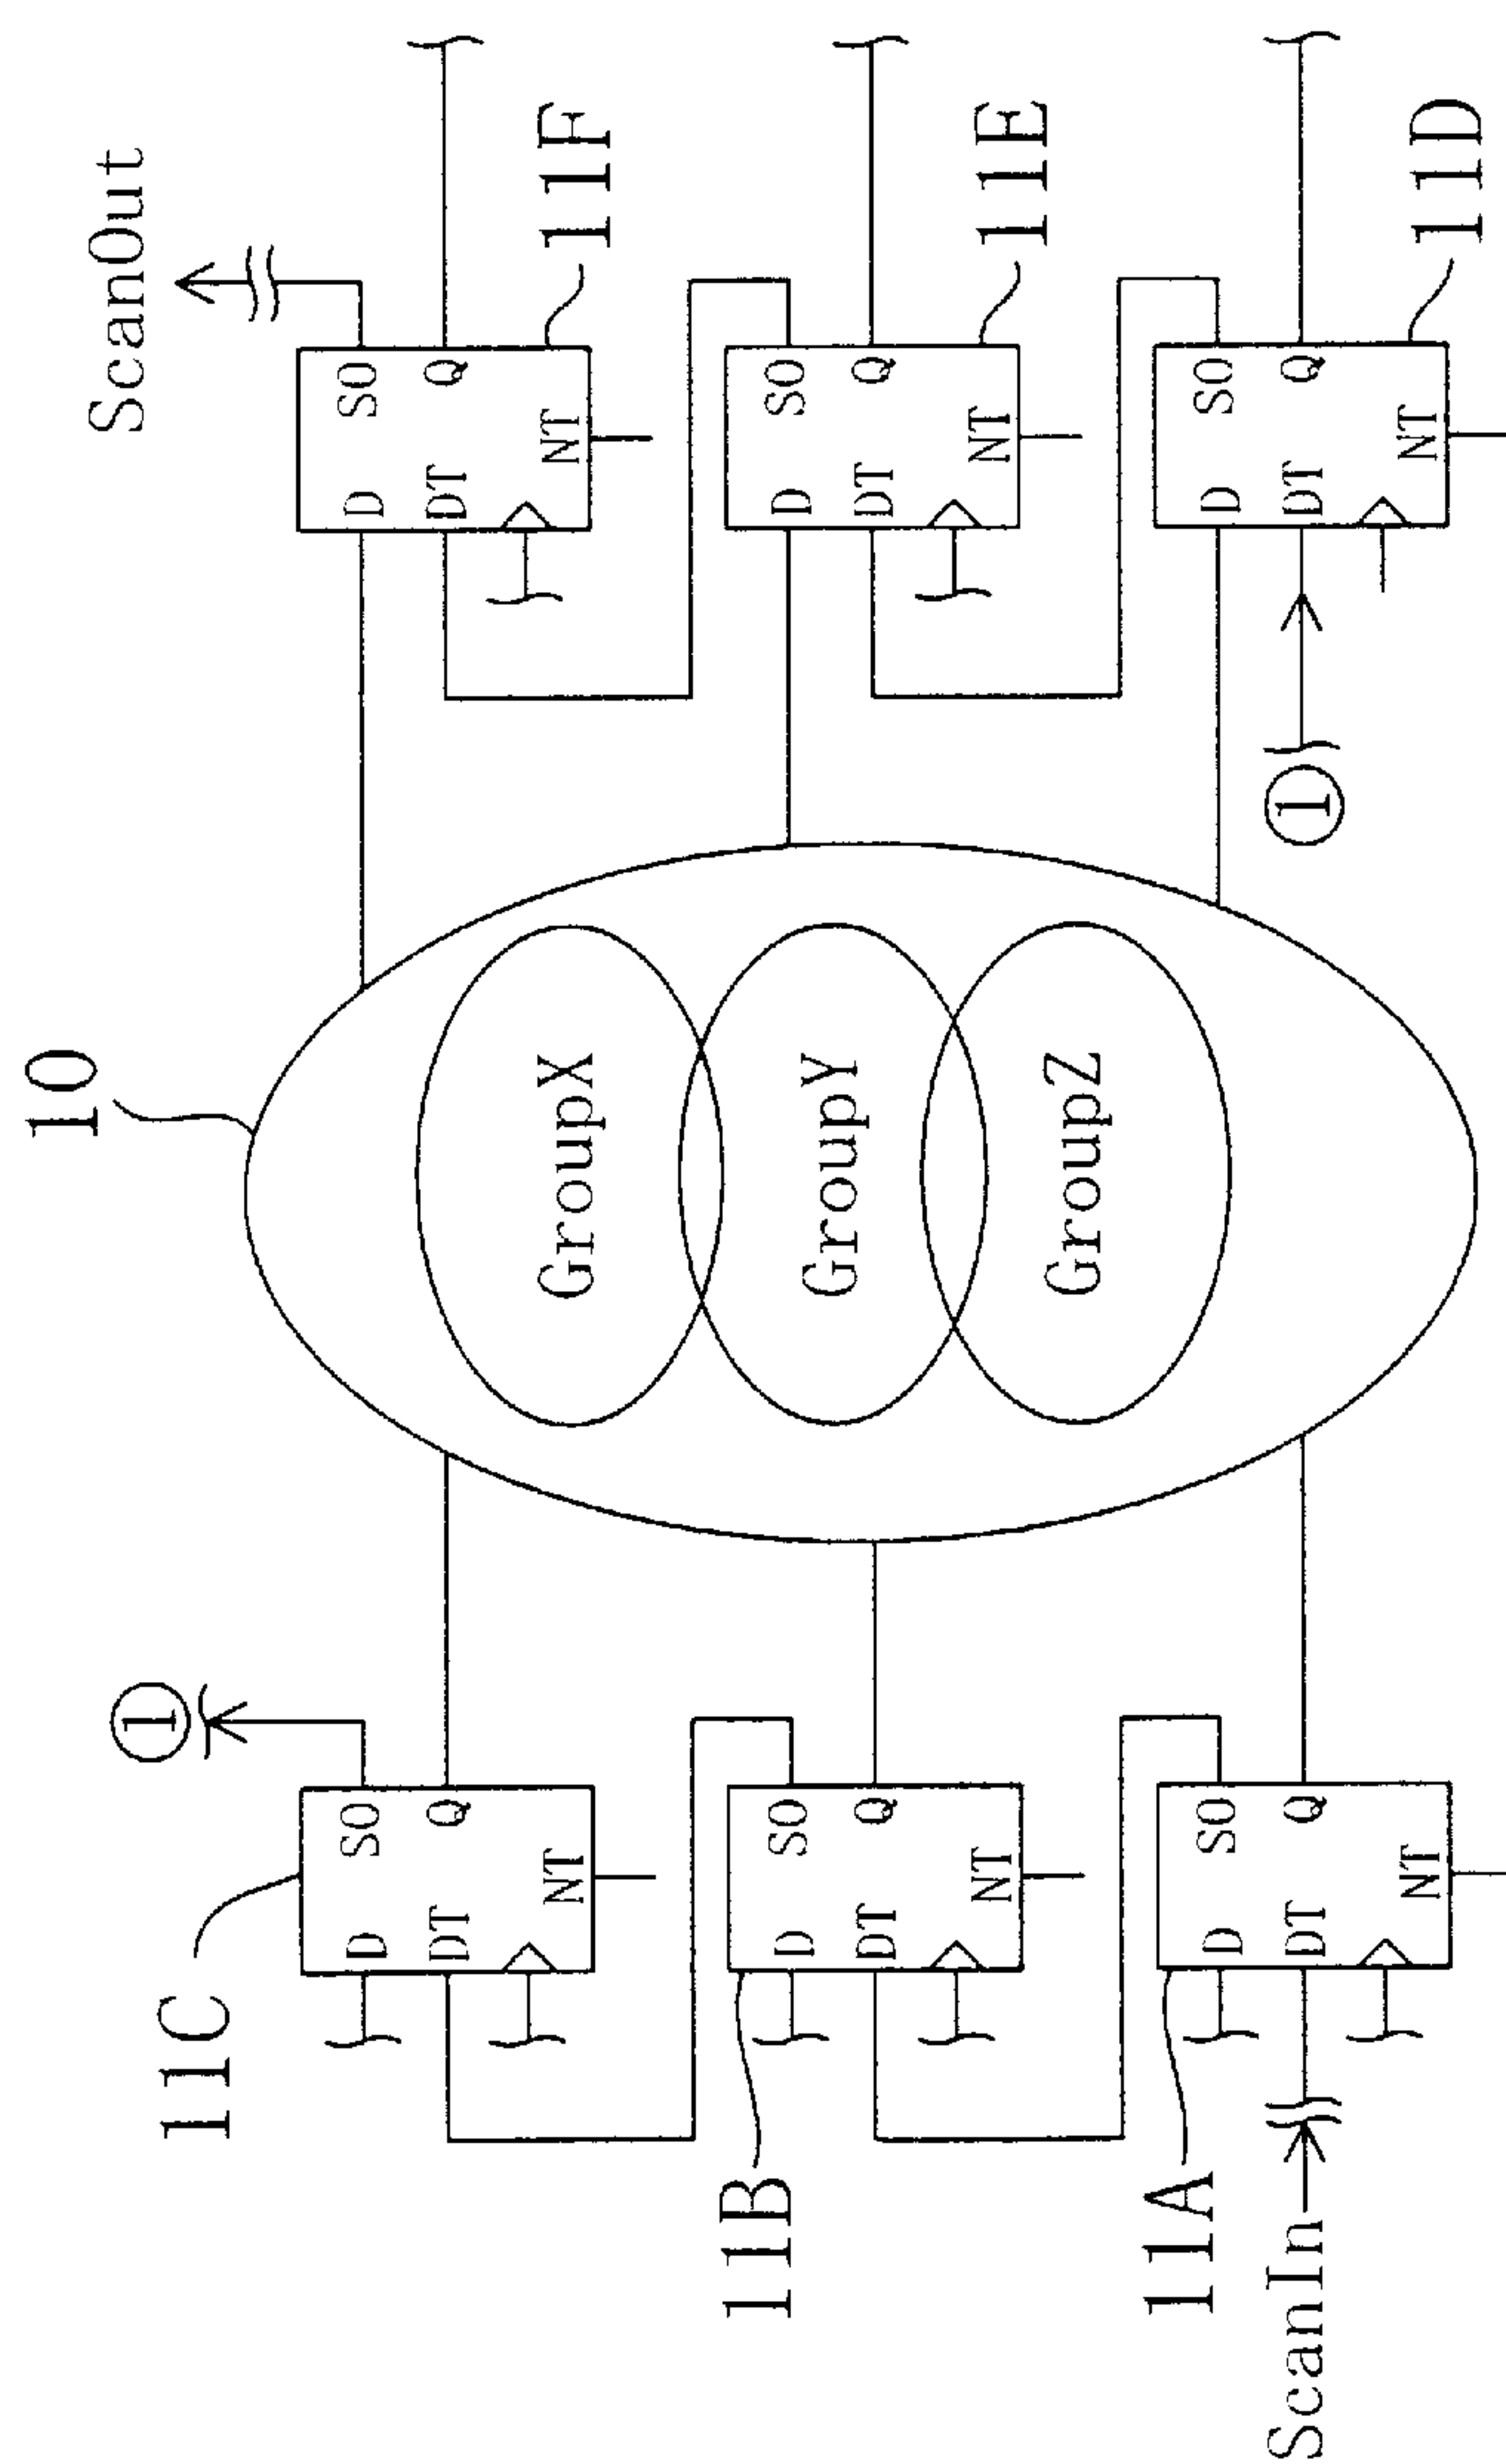 10
ScanOut
①
11C
D SO
DT Q
NT
D SO
DT Q
NT
11F
GroupX
11B
D SO
DT Q
NT
GroupY
D SO
DT Q
NT
11E
GroupZ
11A
D SO
DT Q
NT
ScanIn
①
D SO
DT Q
NT
11D